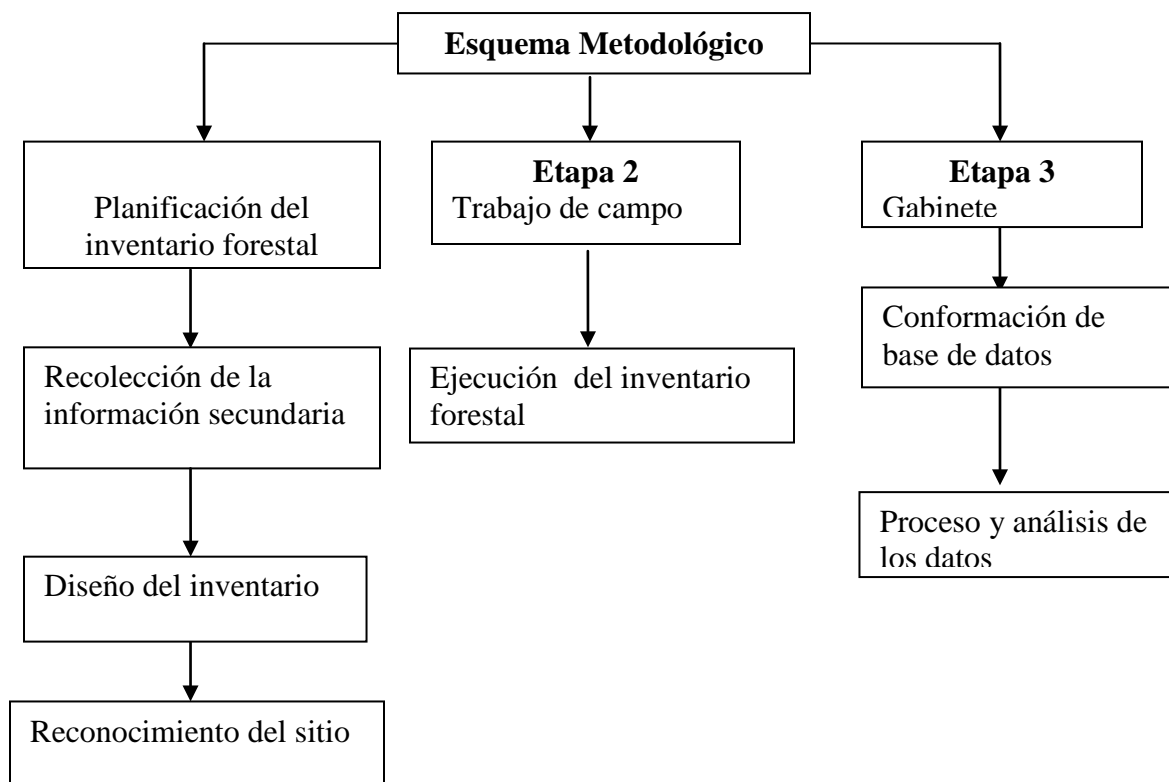 Esquema Metodológico
Planificación del
inventario forestal
Recolección de la
información secundaria
Diseño del inventario
Reconocimiento del sitio
Etapa 2
Trabajo de campo
Ejecución del inventario
forestal
Etapa 3
Gabinete
Conformación de
base de datos
Proceso y análisis de
los datos